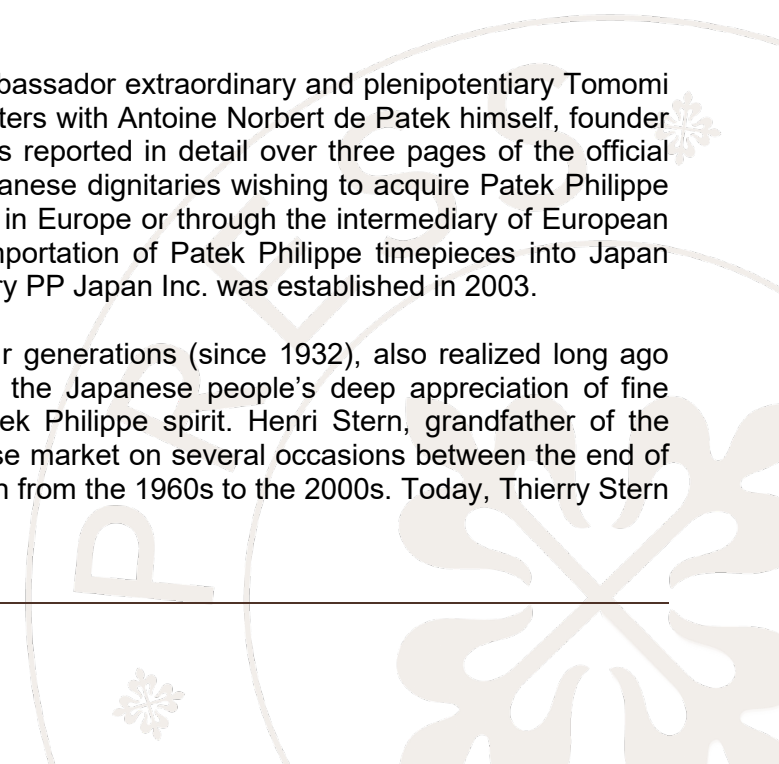 bassador extraordinary and plenipotentiary Tomomi
ters with Antoine Norbert de Patek himself, founder
s reported in detail over three pages of the official
anese dignitaries wishing to acquire Patek Philippe
in Europe or through the intermediary of European
mportation of Patek Philippe timepieces into Japan
ry PP Japan Inc. was established in 2003.
r generations (since 1932), also realized long ago
the Japanese people’s deep appreciation of fine
ek Philippe spirit. Henri Stern, grandfather of the
se market on several occasions between the end of
n from the 1960s to the 2000s. Today, Thierry Stern
PRESS